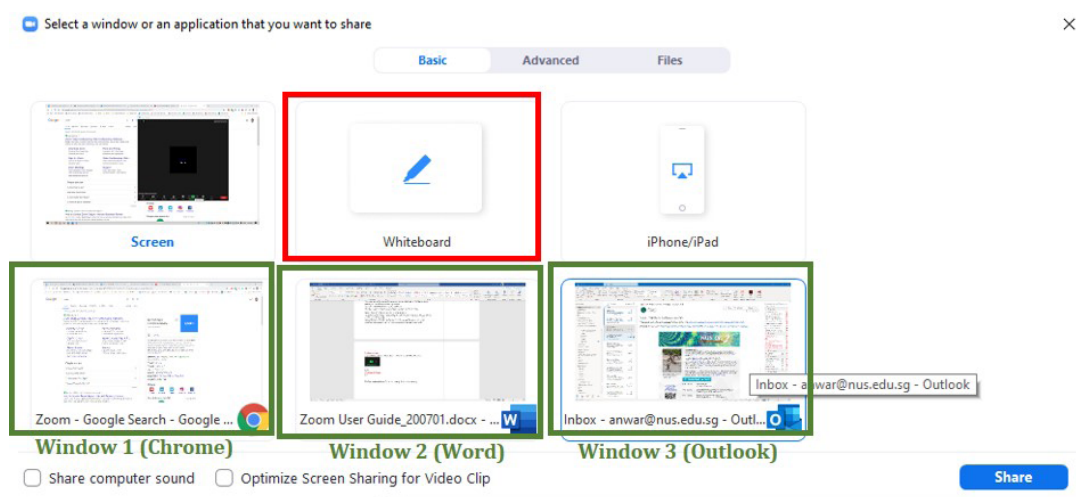 Select a window or an application that you want to share
Basic Advanced Files
Screen Whiteboard iPhone/iPad
Inbox - anwar@nus.edu.sg - Outlook
Zoom - Google Search - Google ... Zoom User Guide_200701.docx - ... Inbox - anwar@nus.edu.sg - Outl...
Window 1 (Chrome) Window 2 (Word) Window 3 (Outlook)
Share computer sound Optimize Screen Sharing for Video Clip Share